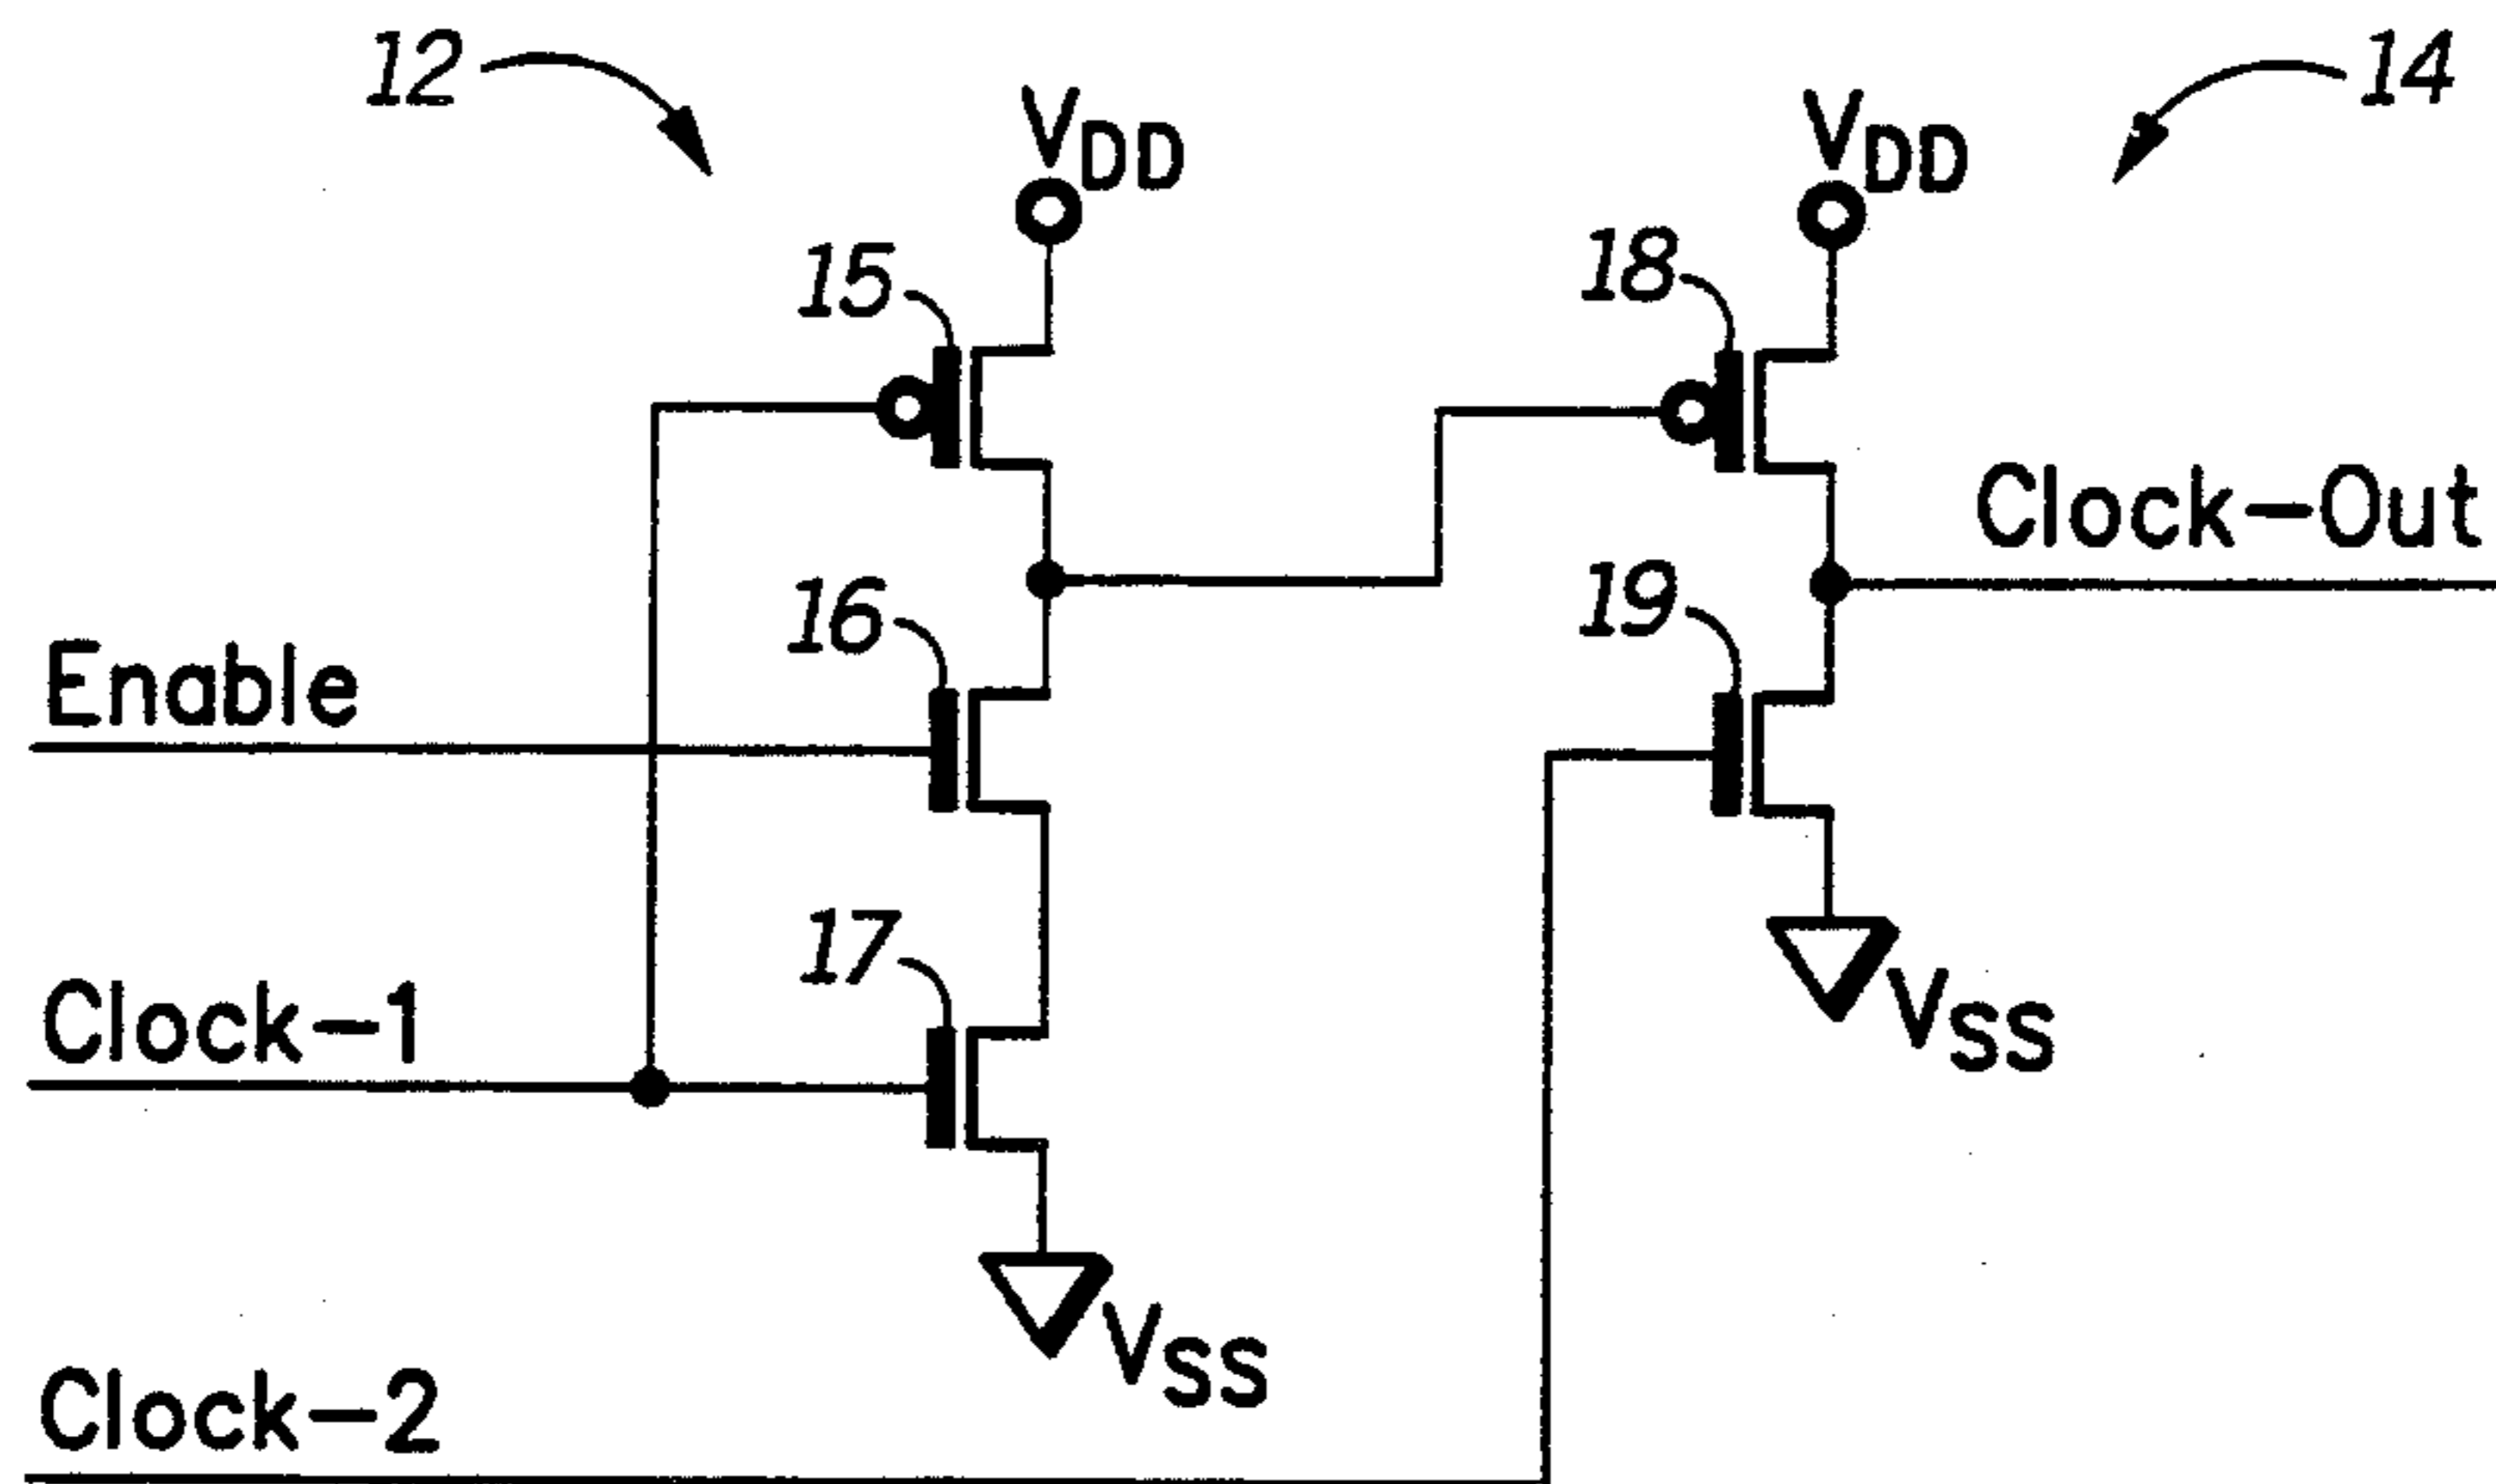 12
14
VDD
VDD
15
18
Clock-Out
16
19
Enable
17
Clock-1
VSS
VSS
Clock-2